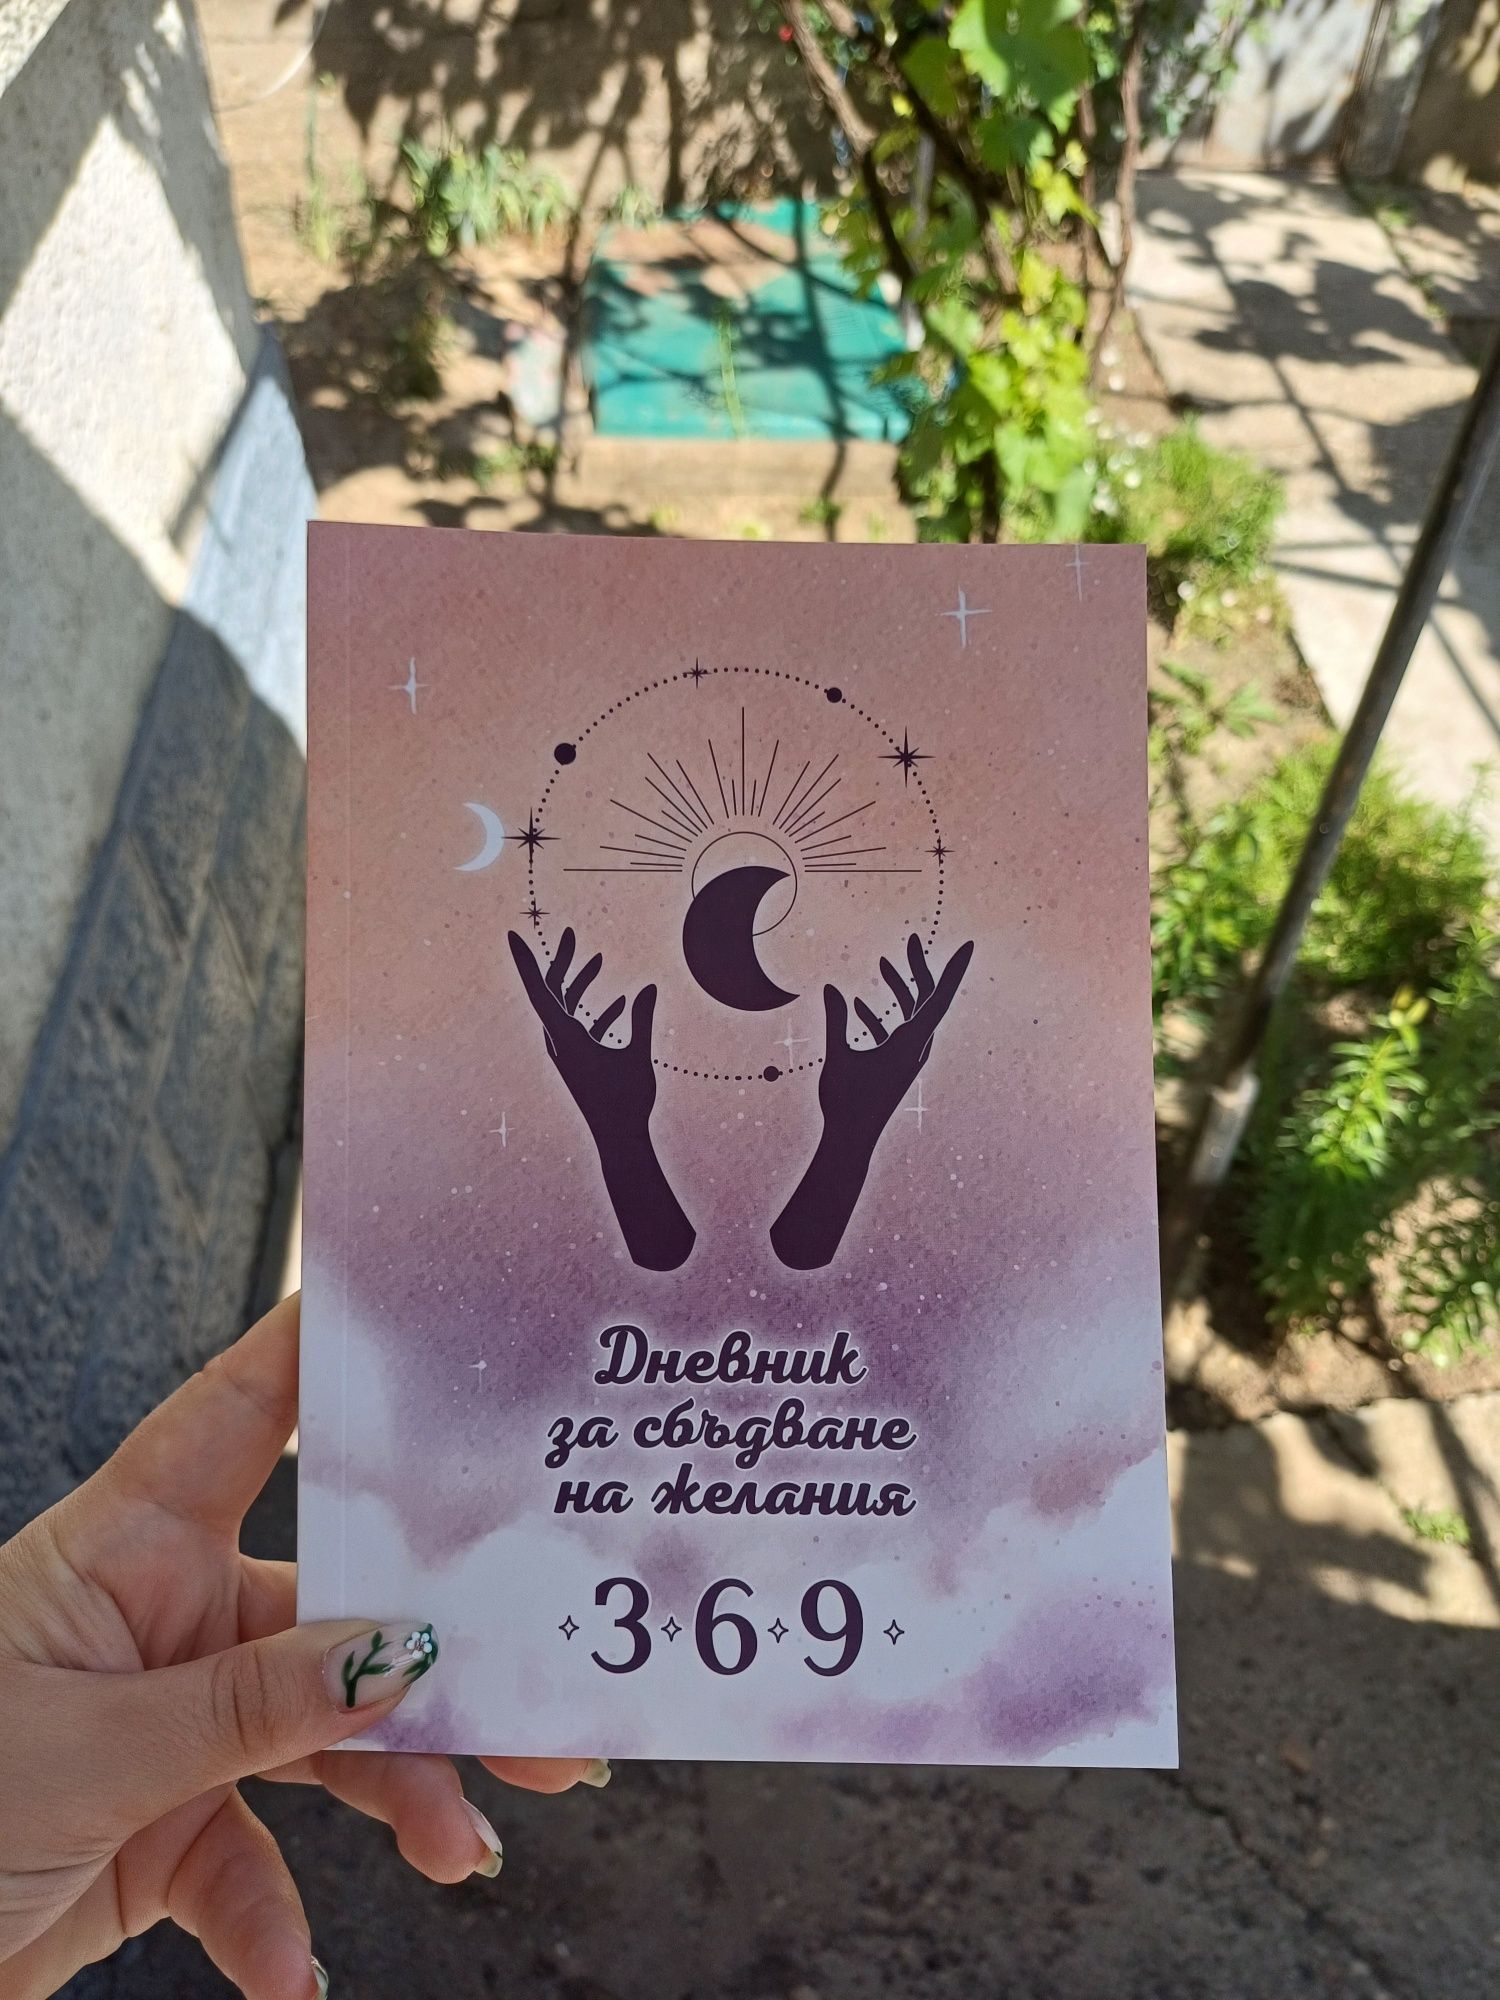 Дневник
за сбъдване
на желания
3 6 9